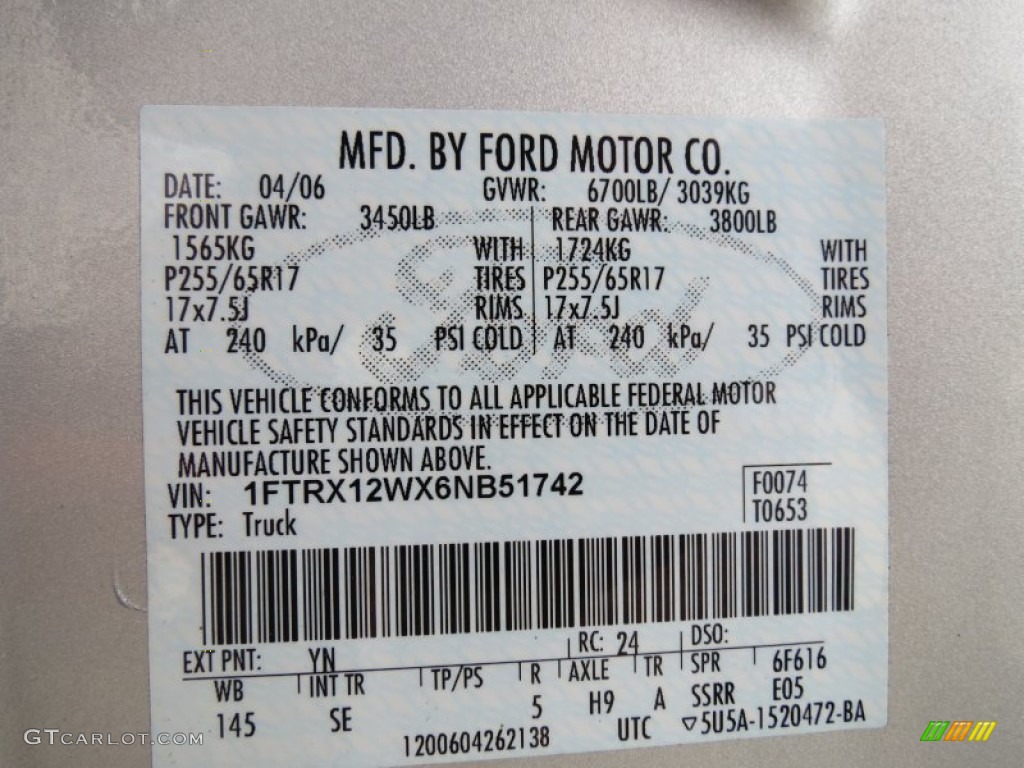 MFD. BY FORD MOTOR CO.
DATE: 04/06 GVWR: 6700LB/ 3039KG
FRONT GAWR: 3450LB REAR GAWR: 3800LB
1565KG WITH 1724KG WITH
P255/65R17 TIRES P255/65R17 TIRES
17x7.5J RIMS 17x7.5J RIMS
AT 240 kPa/ 35 PSI COLD AT 240 kPa/ 35 PSI COLD
Ford
THIS VEHICLE CONFORMS TO ALL APPLICABLE FEDERAL MOTOR
VEHICLE SAFETY STANDARDS IN EFFECT ON THE DATE OF
MANUFACTURE SHOWN ABOVE.
VIN: 1FTRX12WX6NB51742 F0074
TYPE: Truck T0653
EXT PNT: YN RC: 24 DSO:
WB INT TR TP/PS R AXLE TR SPR 6F616
145 SE 5 H9 A SSRR E05
1200604262138 UTC ▽5U5A-1520472-BA
GTCARLOT.COM